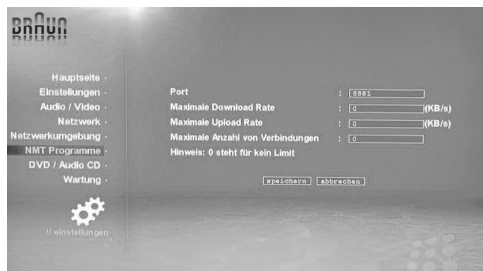 BRAUN
Hauptseite
Einstellungen
Audio / Video
Netzwerk
Netzwerkumgebung
NMT Programme
DVD / Audio CD
Wartung
// einstellungen
Port : 8881
Maximale Download Rate : 0 (KB/s)
Maximale Upload Rate : 0 (KB/s)
Maximale Anzahl von Verbindungen : 0
Hinweis: 0 steht für kein Limit
speichern abbrechen